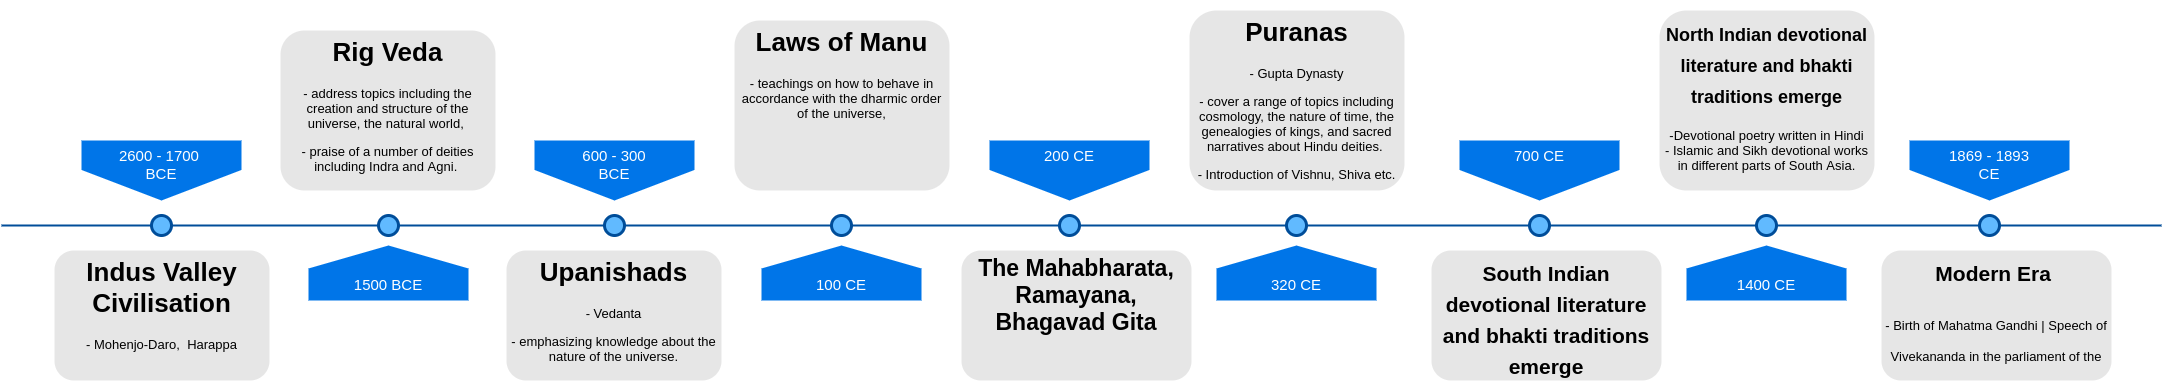 2600 - 1700
BCE
Indus Valley
Civilisation
- Mohenjo-Daro,  Harappa
Rig Veda
- address topics including the
creation and structure of the
universe, the natural world,
- praise of a number of deities
including Indra and Agni.
1500 BCE
600 - 300
BCE
Upanishads
- Vedanta
- emphasizing knowledge about the
nature of the universe.
Laws of Manu
- teachings on how to behave in
accordance with the dharmic order
of the universe,
100 CE
200 CE
The Mahabharata,
Ramayana,
Bhagavad Gita
Puranas
- Gupta Dynasty
- cover a range of topics including
cosmology, the nature of time, the
genealogies of kings, and sacred
narratives about Hindu deities.
- Introduction of Vishnu, Shiva etc.
320 CE
700 CE
South Indian
devotional literature
and bhakti traditions
emerge
North Indian devotional
literature and bhakti
traditions emerge
-Devotional poetry written in Hindi
- Islamic and Sikh devotional works
in different parts of South Asia.
1400 CE
1869 - 1893
CE
Modern Era
- Birth of Mahatma Gandhi | Speech of
Vivekananda in the parliament of the